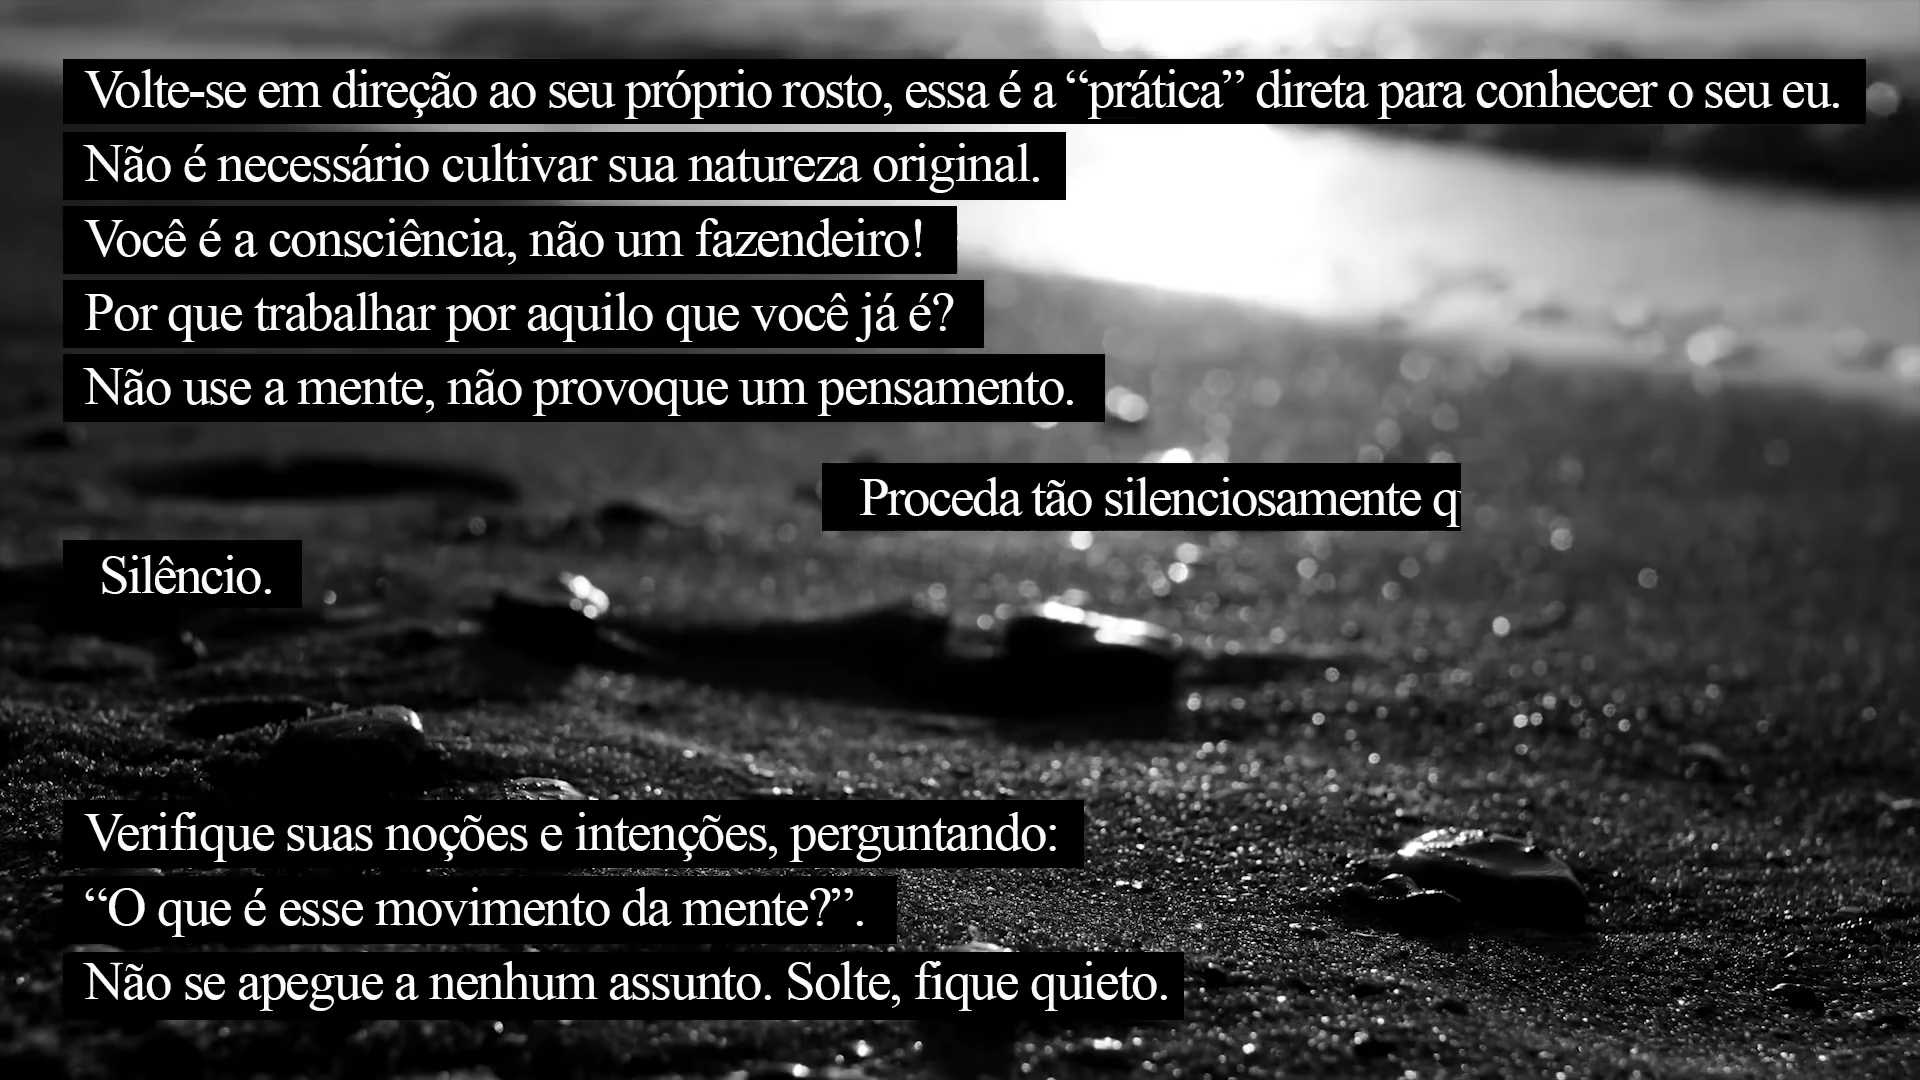 Volte-se em direção ao seu próprio rosto, essa é a “prática” direta para conhecer o seu eu.
Não é necessário cultivar sua natureza original.
Você é a consciência, não um fazendeiro!
Por que trabalhar por aquilo que você já é?
Não use a mente, não provoque um pensamento.
Proceda tão silenciosamente
Silêncio.
Verifique suas noções e intenções, perguntando:
“O que é esse movimento da mente?”.
Não se apegue a nenhum assunto. Solte, fique quieto.